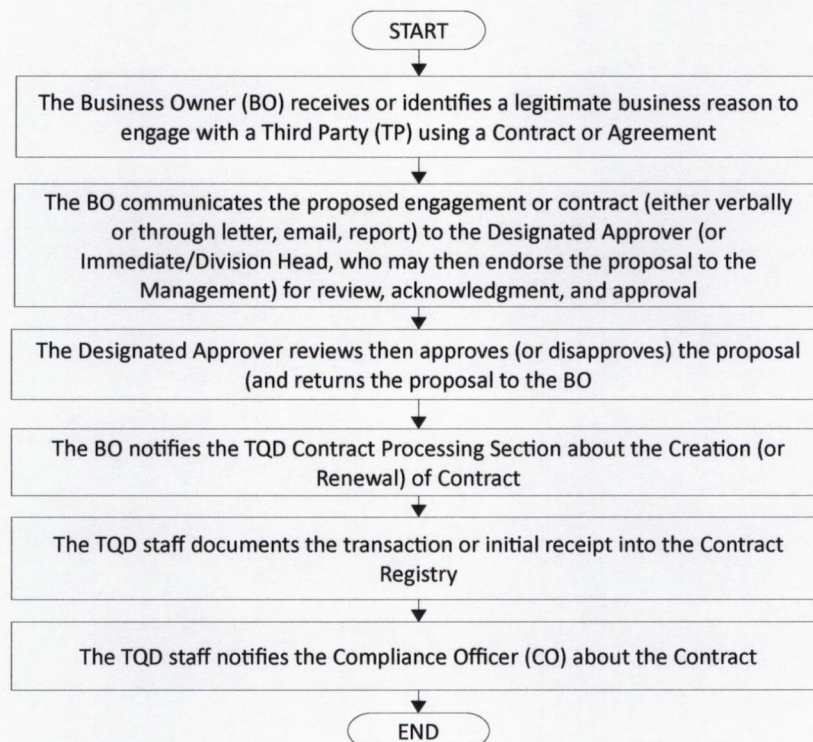 START
The Business Owner (BO) receives or identifies a legitimate business reason to
engage with a Third Party (TP) using a Contract or Agreement
The BO communicates the proposed engagement or contract (either verbally
or through letter, email, report) to the Designated Approver (or
Immediate/Division Head, who may then endorse the proposal to the
Management) for review, acknowledgment, and approval
The Designated Approver reviews then approves (or disapproves) the proposal
(and returns the proposal to the BO
The BO notifies the TQD Contract Processing Section about the Creation (or
Renewal) of Contract
The TQD staff documents the transaction or initial receipt into the Contract
Registry
The TQD staff notifies the Compliance Officer (CO) about the Contract
END